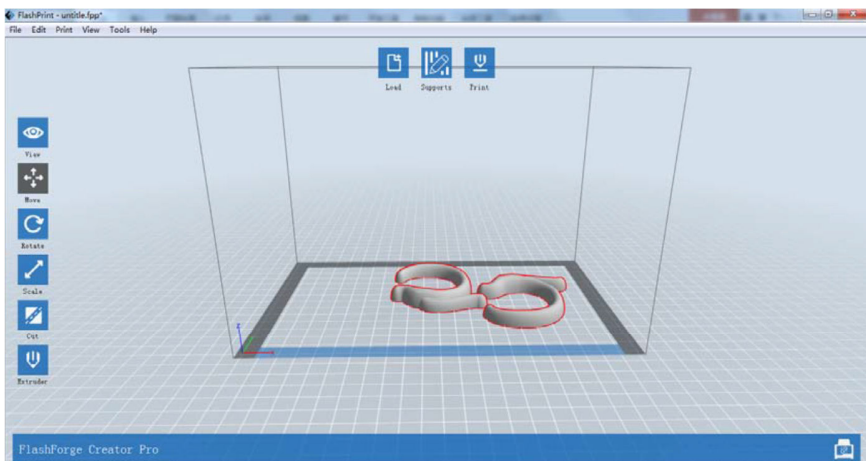 FlashPrint - untitle.fpp*
File Edit Print View Tools Help
Load Supports Print
View
Move
Rotate
Scale
Cut
Extruder
FlashForge Creator Pro